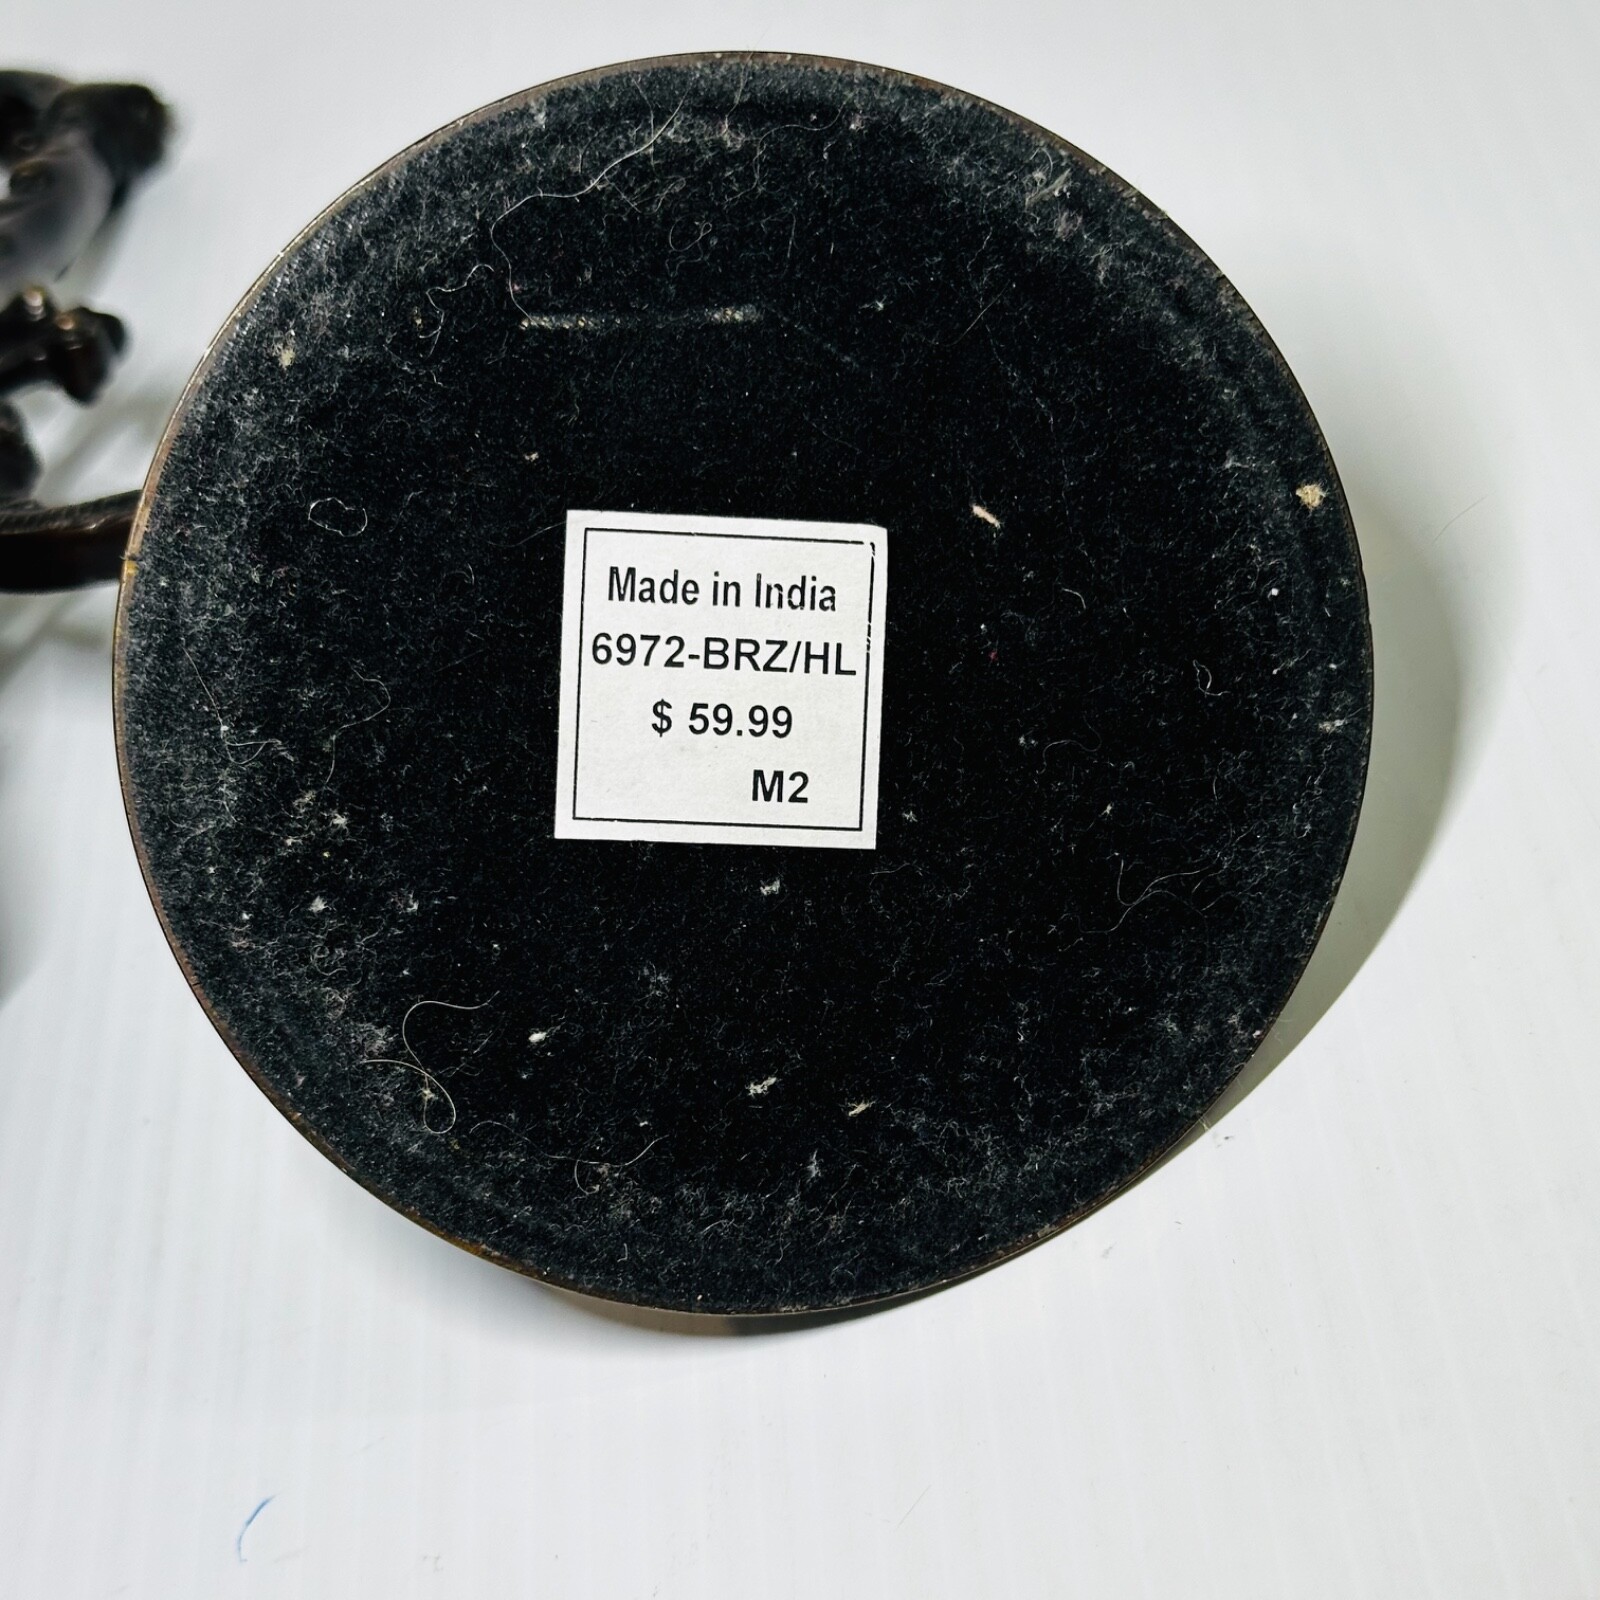 Made in India
6972-BRZ/HL
$ 59.99
M2